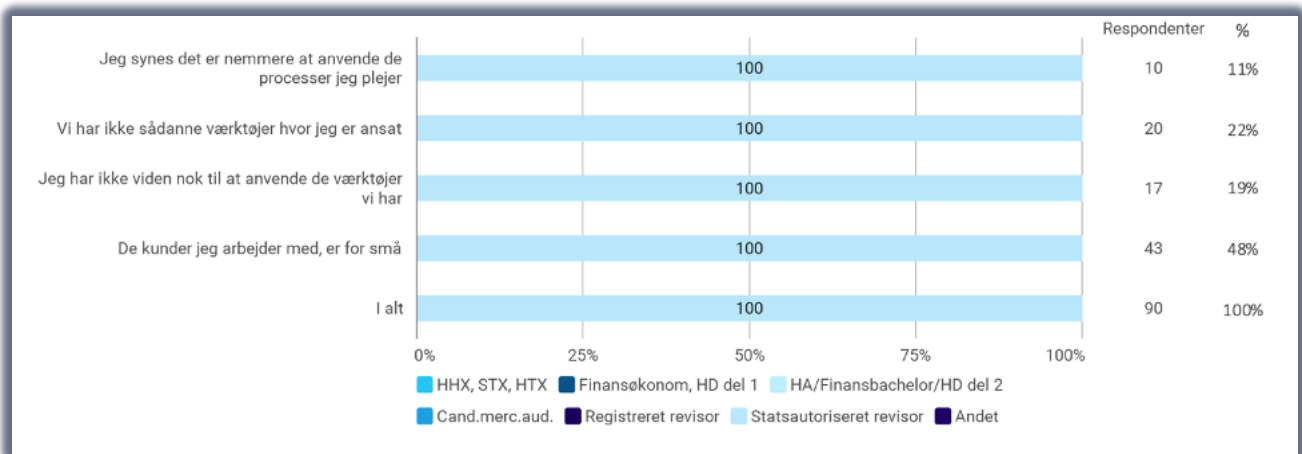 Respondenter %
Jeg synes det er nemmere at anvende de
processer jeg plejer
100 10 11%
Vi har ikke sådanne værktøjer hvor jeg er ansat 100 20 22%
Jeg har ikke viden nok til at anvende de værktøjer
vi har
100 17 19%
De kunder jeg arbejder med, er for små 100 43 48%
I alt 100 90 100%
0% 25% 50% 75% 100%
HHX, STX, HTX Finansøkonom, HD del 1 HA/Finansbachelor/HD del 2
Cand.merc.aud. Registreret revisor Statsautoriseret revisor Andet